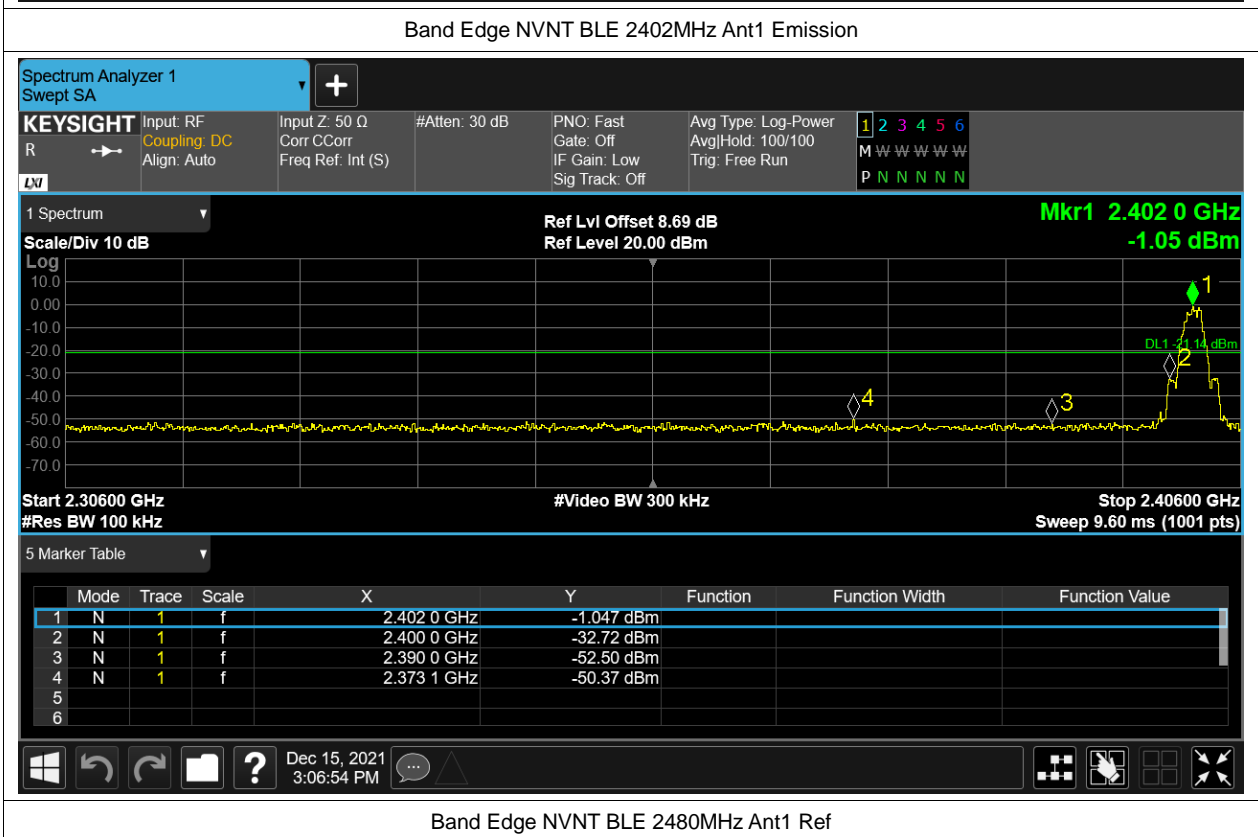 Band Edge NVNT BLE 2402MHz Ant1 Emission
Spectrum Analyzer 1
Swept SA
KEYSIGHT
R
LXI
Input: RF
Coupling: DC
Align: Auto
Input Z: 50 Ω
Corr CCorr
Freq Ref: Int (S)
#Atten: 30 dB
PNO: Fast
Gate: Off
IF Gain: Low
Sig Track: Off
Avg Type: Log-Power
Avg|Hold: 100/100
Trig: Free Run
1 2 3 4 5 6
M W W W W W
P N N N N N
1 Spectrum
Scale/Div 10 dB
Ref Lvl Offset 8.69 dB
Ref Level 20.00 dBm
Mkr1 2.402 0 GHz
-1.05 dBm
Log
10.0
0.00
-10.0
-20.0
-30.0
-40.0
-50.0
-60.0
-70.0
1
DL1 -21.14 dBm
2
4
3
Start 2.30600 GHz
#Video BW 300 kHz
Stop 2.40600 GHz
#Res BW 100 kHz
Sweep 9.60 ms (1001 pts)
5 Marker Table
Mode Trace Scale X Y Function Function Width Function Value
1 N 1 f 2.402 0 GHz -1.047 dBm
2 N 1 f 2.400 0 GHz -32.72 dBm
3 N 1 f 2.390 0 GHz -52.50 dBm
4 N 1 f 2.373 1 GHz -50.37 dBm
5
6
?
Dec 15, 2021
3:06:54 PM
Band Edge NVNT BLE 2480MHz Ant1 Ref